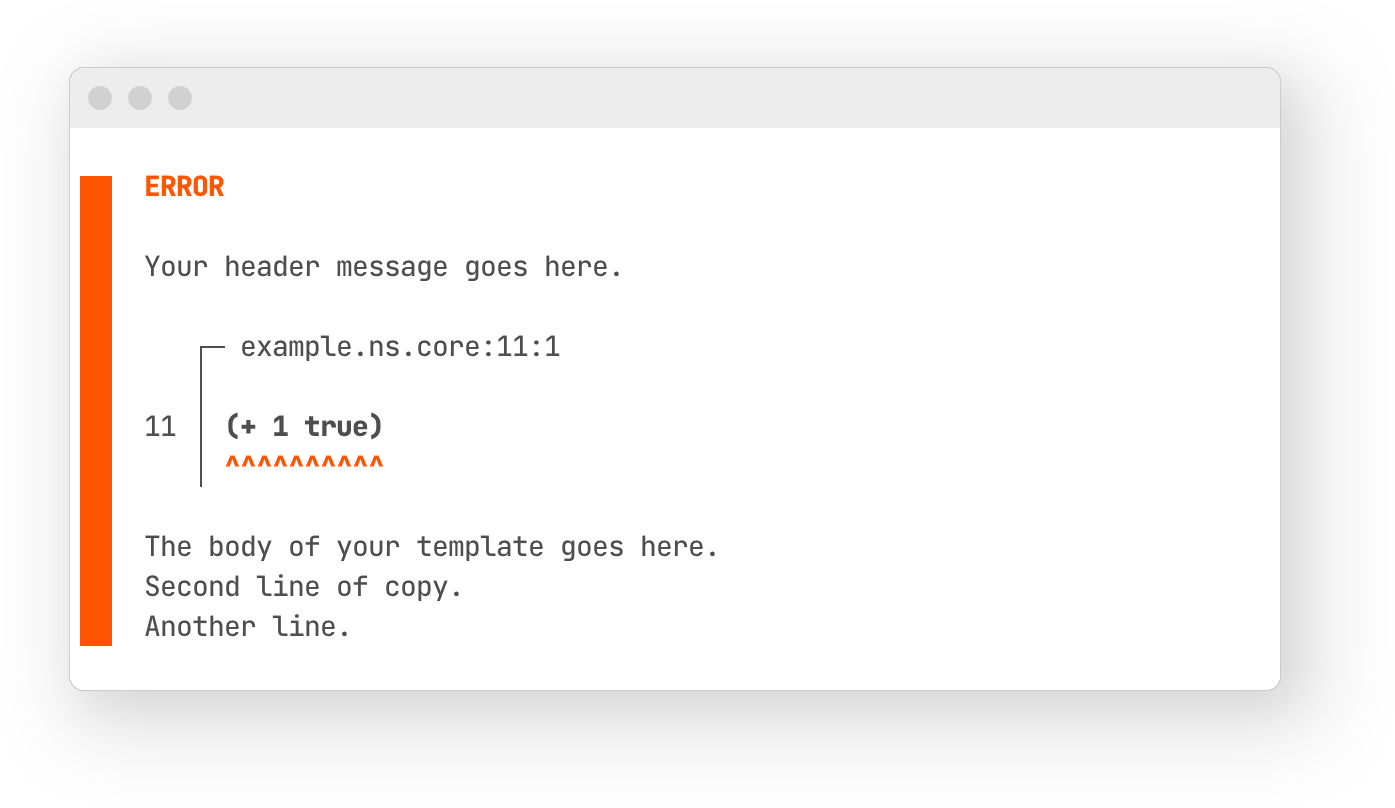 ERROR
Your header message goes here.
example.ns.core:11:1
11 (+ 1 true)
^^^^^^^^^^
The body of your template goes here.
Second line of copy.
Another line.